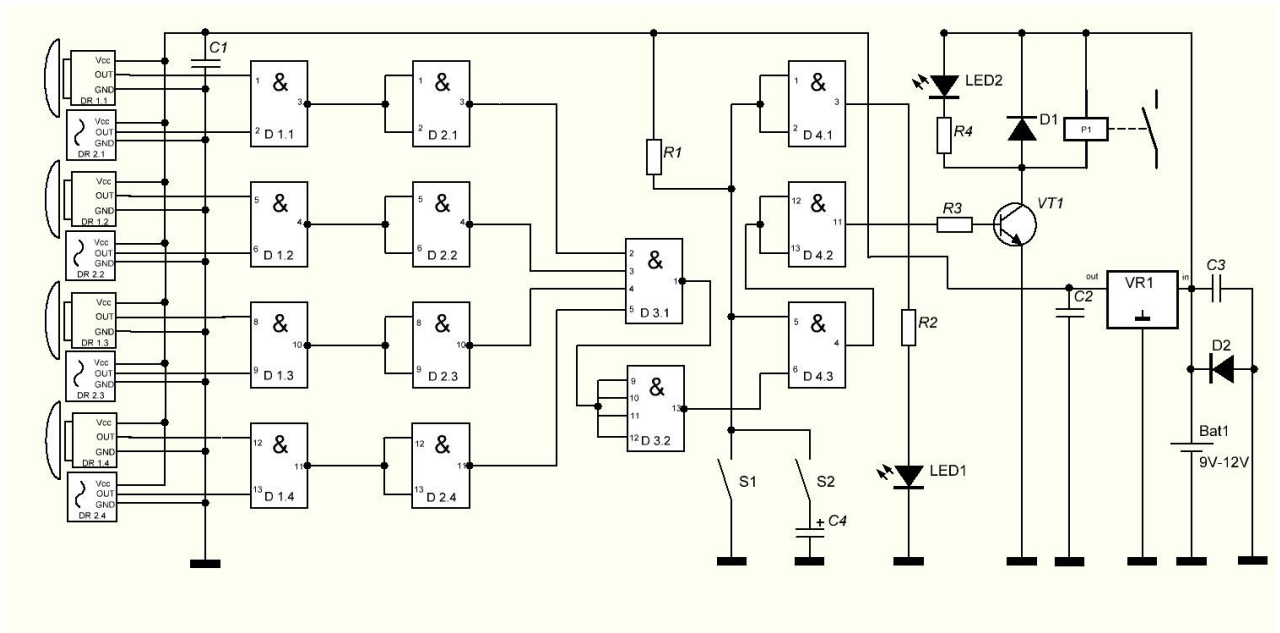 Vcc
OUT
GND
DR 1.1
Vcc
OUT
GND
DR 2.1
Vcc
OUT
GND
DR 1.2
Vcc
OUT
GND
DR 2.2
Vcc
OUT
GND
DR 1.3
Vcc
OUT
GND
DR 2.3
Vcc
OUT
GND
DR 1.4
Vcc
OUT
GND
DR 2.4
C1
1 & 3
2 D 1.1
5 & 4
6 D 1.2
8 & 10
9 D 1.3
12 & 11
13 D 1.4
1 & 3
2 D 2.1
5 & 4
6 D 2.2
8 & 10
9 D 2.3
12 & 11
13 D 2.4
2
3 &
4 1
5 D 3.1
9 &
10
11 13
12 D 3.2
R1
1 & 3
2 D 4.1
12 & 11
13 D 4.2
5 & 4
6 D 4.3
S1
S2
+ C4
R2
LED1
R3
VT1
LED2
R4
D1
P1
out VR1 in
C2
C3
D2
Bat1
9V-12V